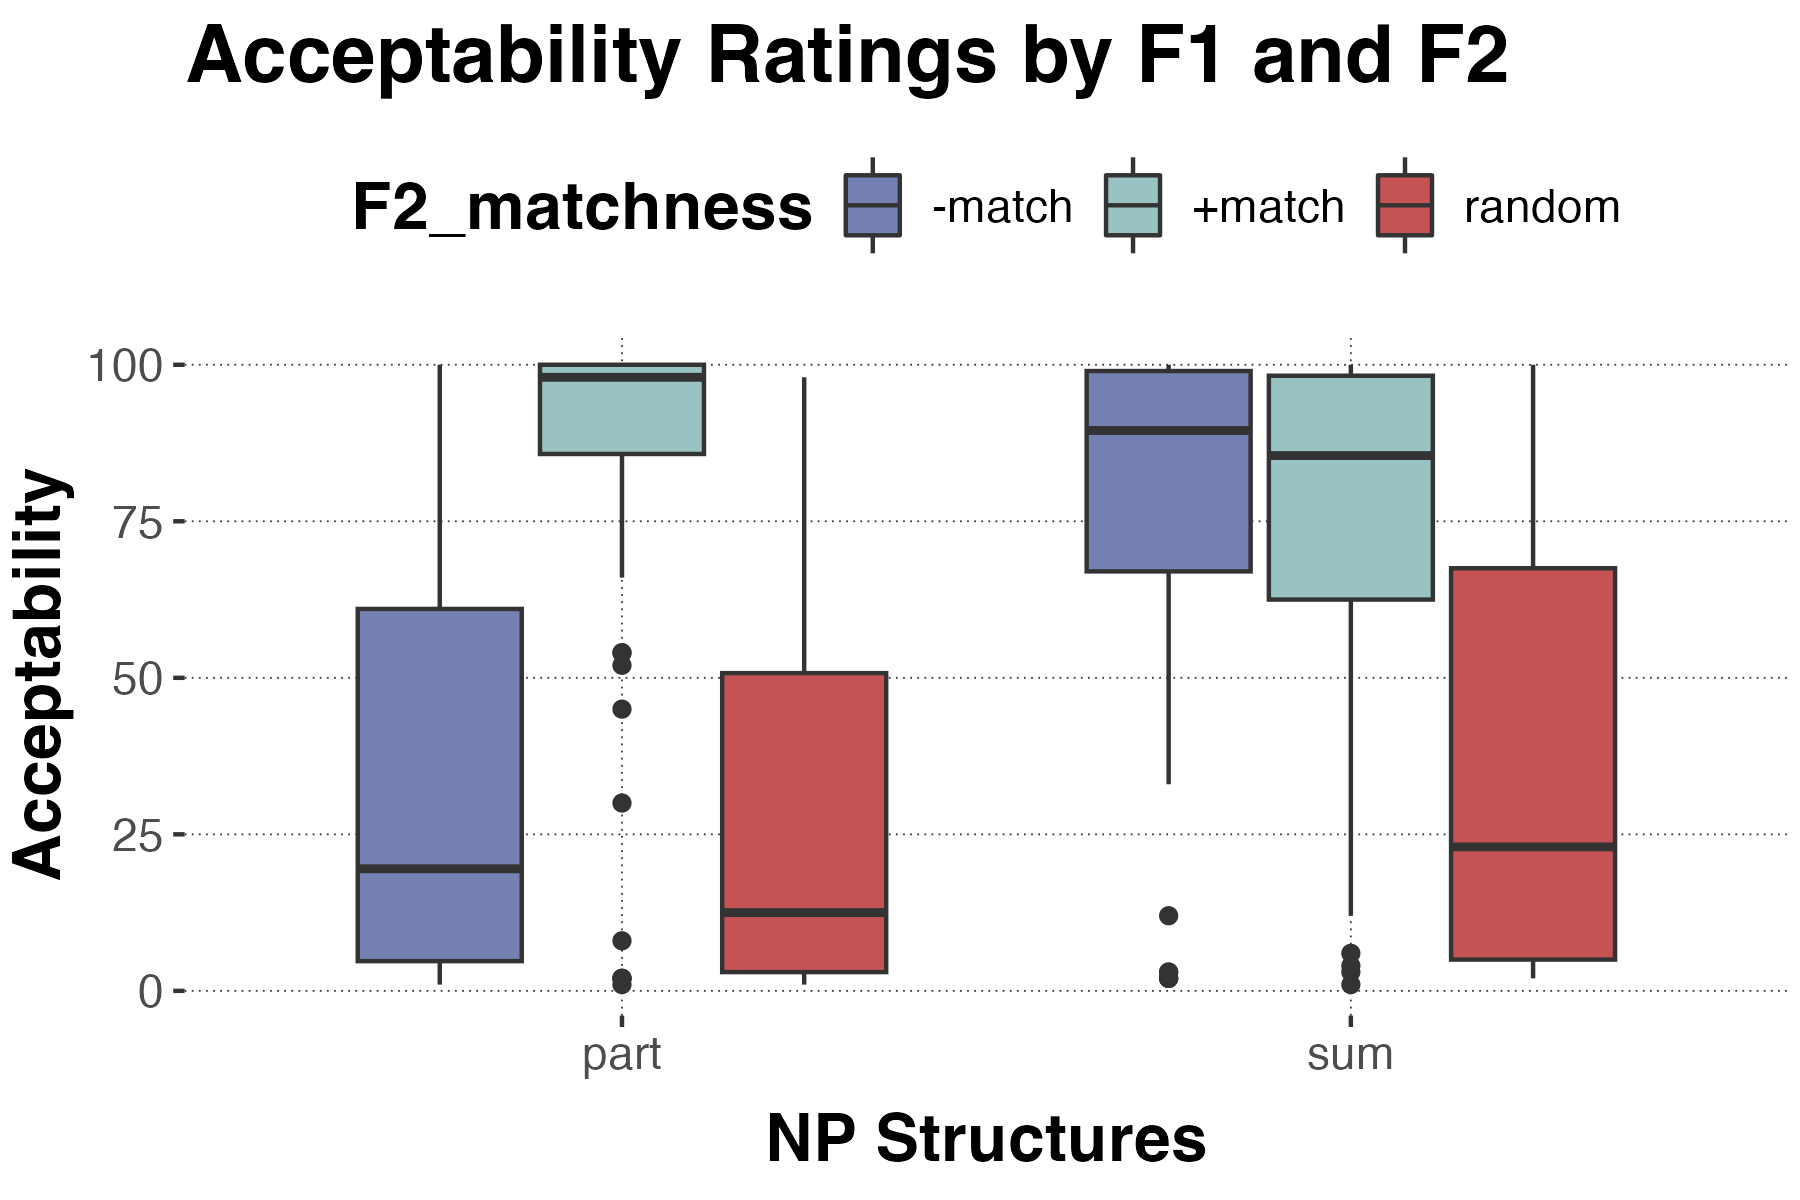 Acceptability Ratings by F1 and F2
F2_matchness -match +match random
100
75
50
25
0
Acceptability
part sum
NP Structures